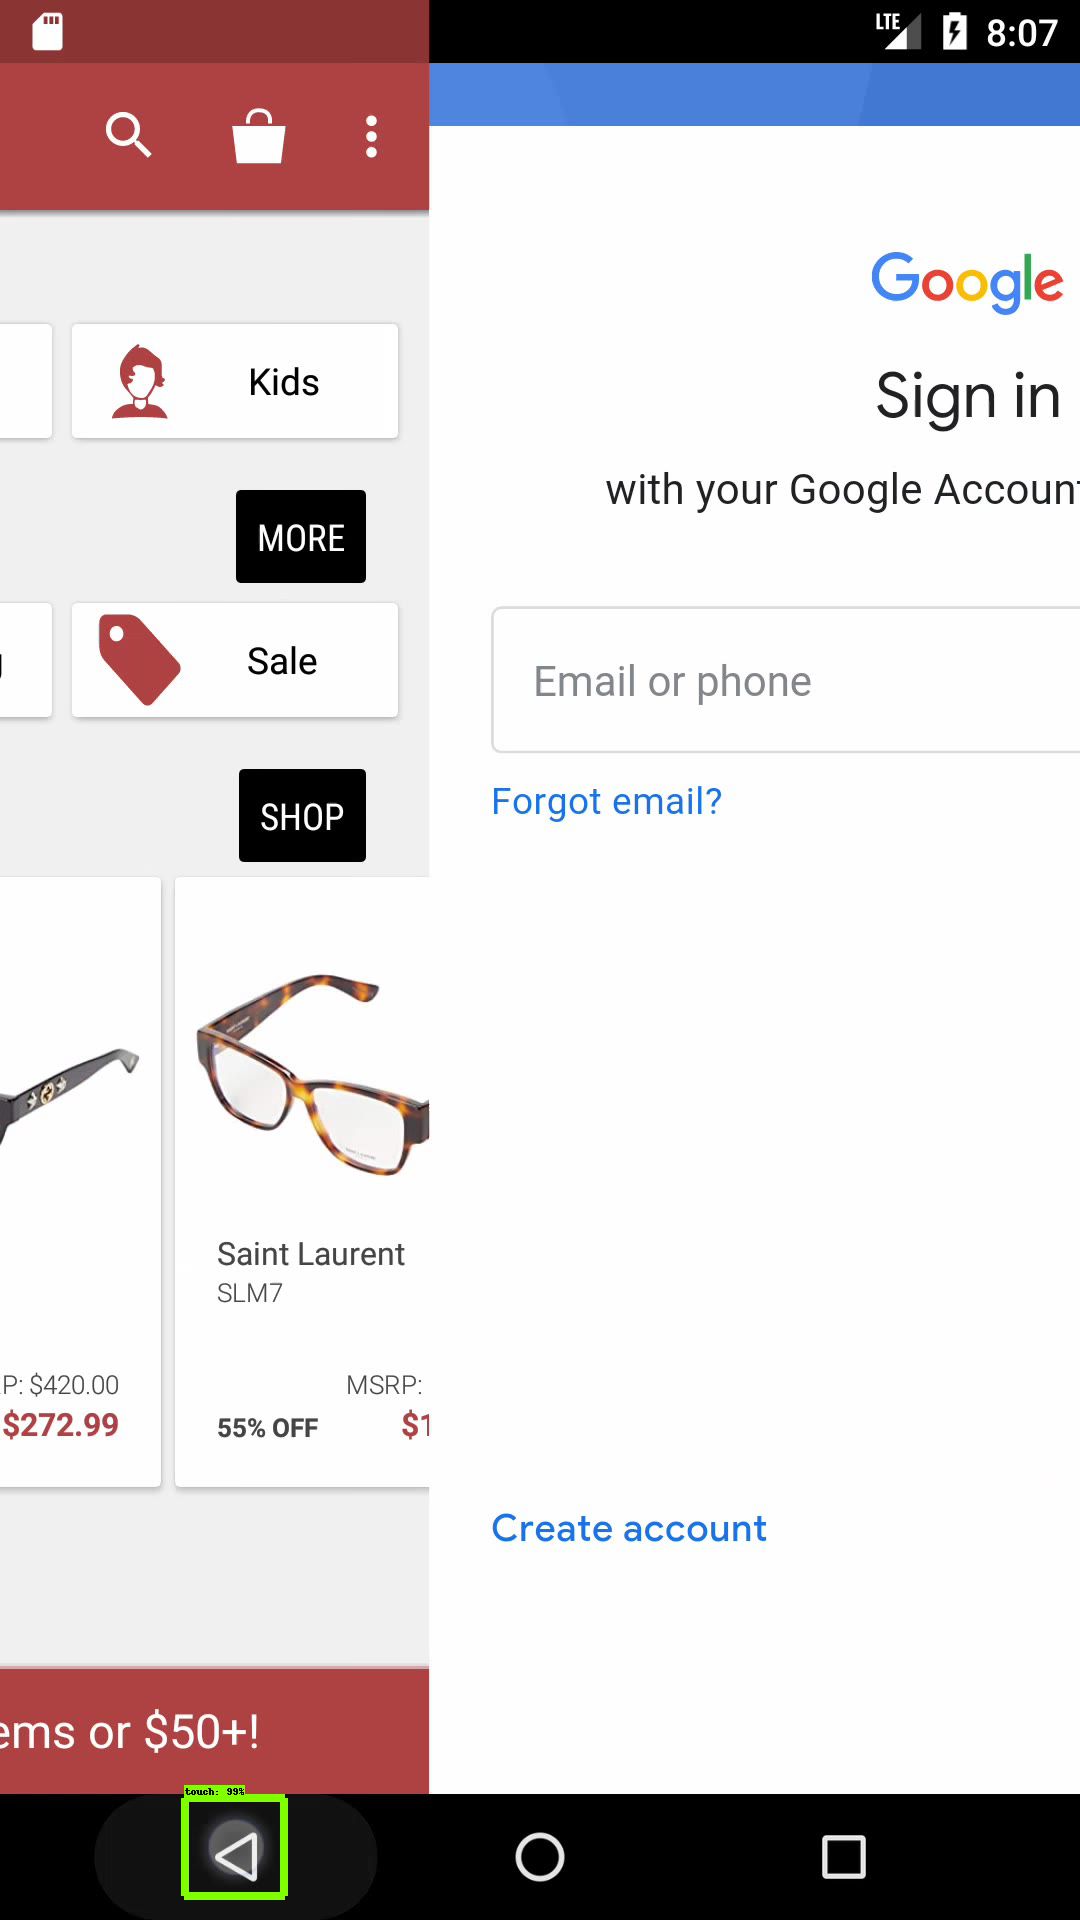 LTE 8:07
Kids
MORE
Sale
SHOP
Saint Laurent
SLM7
P: $420.00
$272.99
MSRP:
55% OFF
$1
ems or $50+!
Google
Sign in
with your Google Account
Email or phone
Forgot email?
Create account
touch: 99%